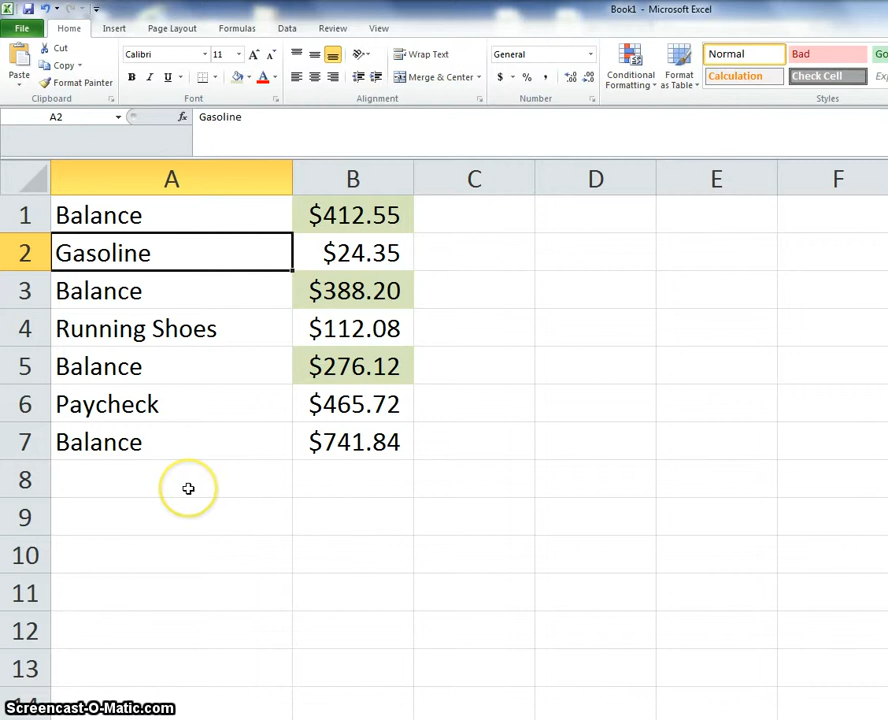 Book1 - Microsoft Excel
File Home Insert Page Layout Formulas Data Review View
Cut
Copy
Format Painter
Paste
Clipboard
Calibri 11
B I U
Font
Wrap Text
Merge & Center
Alignment
General
$ % ,
Number
Conditional Formatting
Format as Table
Normal Bad
Calculation Check Cell
Styles
A2 fx Gasoline
A B C D E F
1 Balance $412.55
2 Gasoline $24.35
3 Balance $388.20
4 Running Shoes $112.08
5 Balance $276.12
6 Paycheck $465.72
7 Balance $741.84
8
9
10
11
12
13
Screencast-O-Matic.com